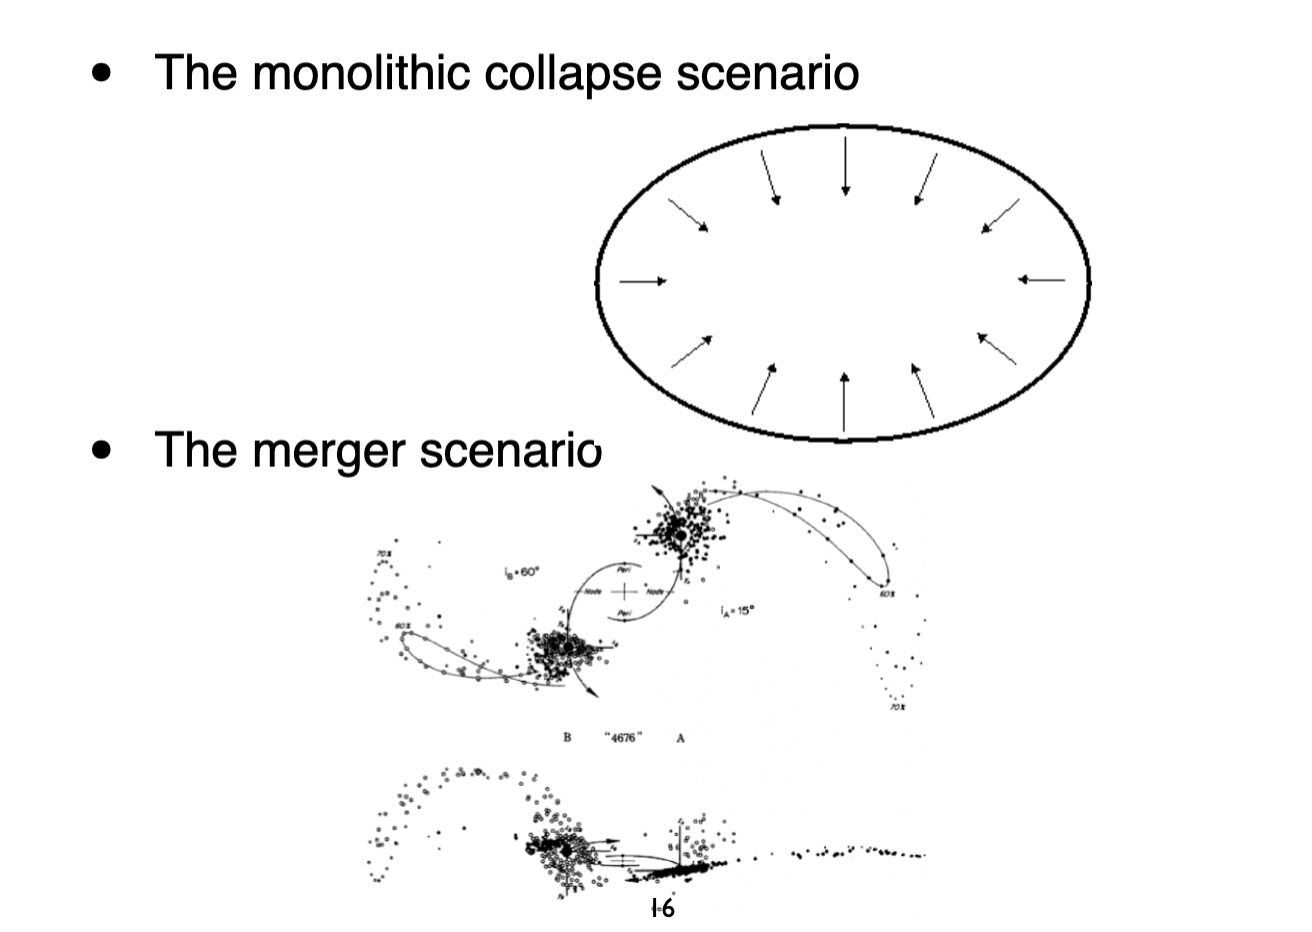 • The monolithic collapse scenario
• The merger scenario
70%
i_B=60°
Peri
Node
Node
60%
i_A=15°
Peri
60%
70%
B "4676" A
16